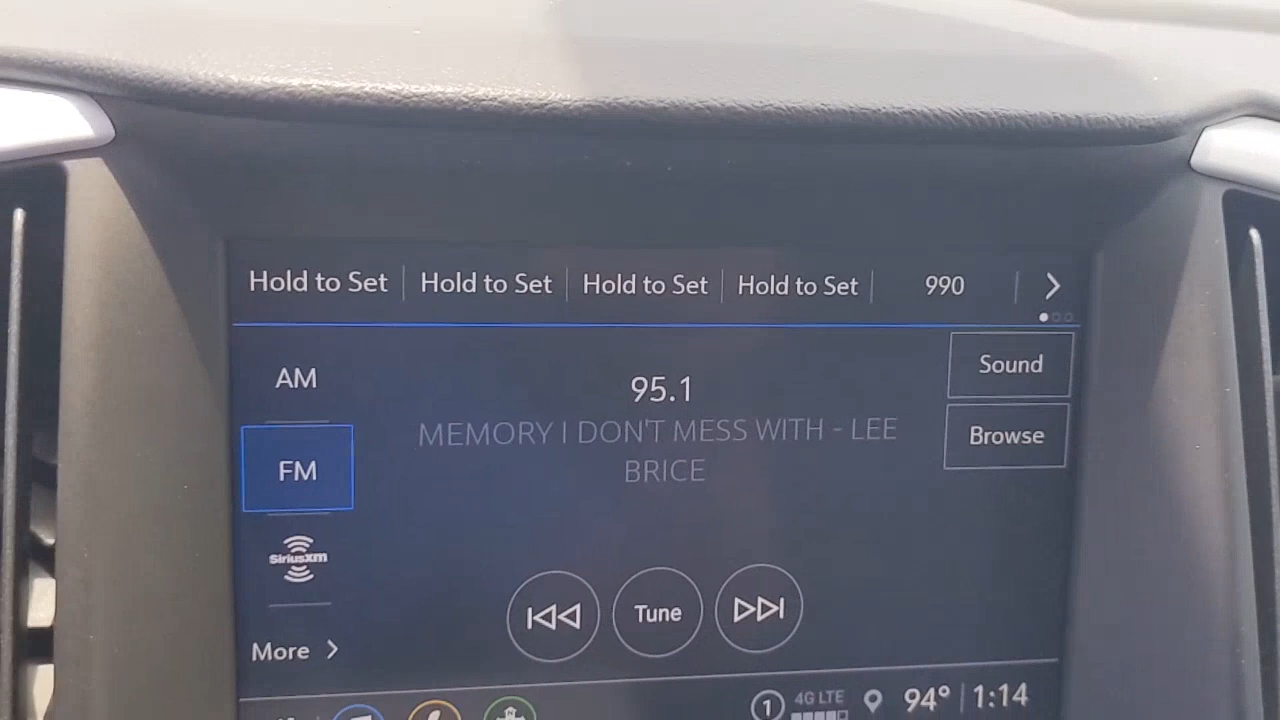 Hold to Set Hold to Set Hold to Set Hold to Set 990
AM
95.1
Sound
MEMORY I DON'T MESS WITH - LEE
BRICE
Browse
FM
SiriusXM
Tune
More
1 4G LTE 94° 1:14